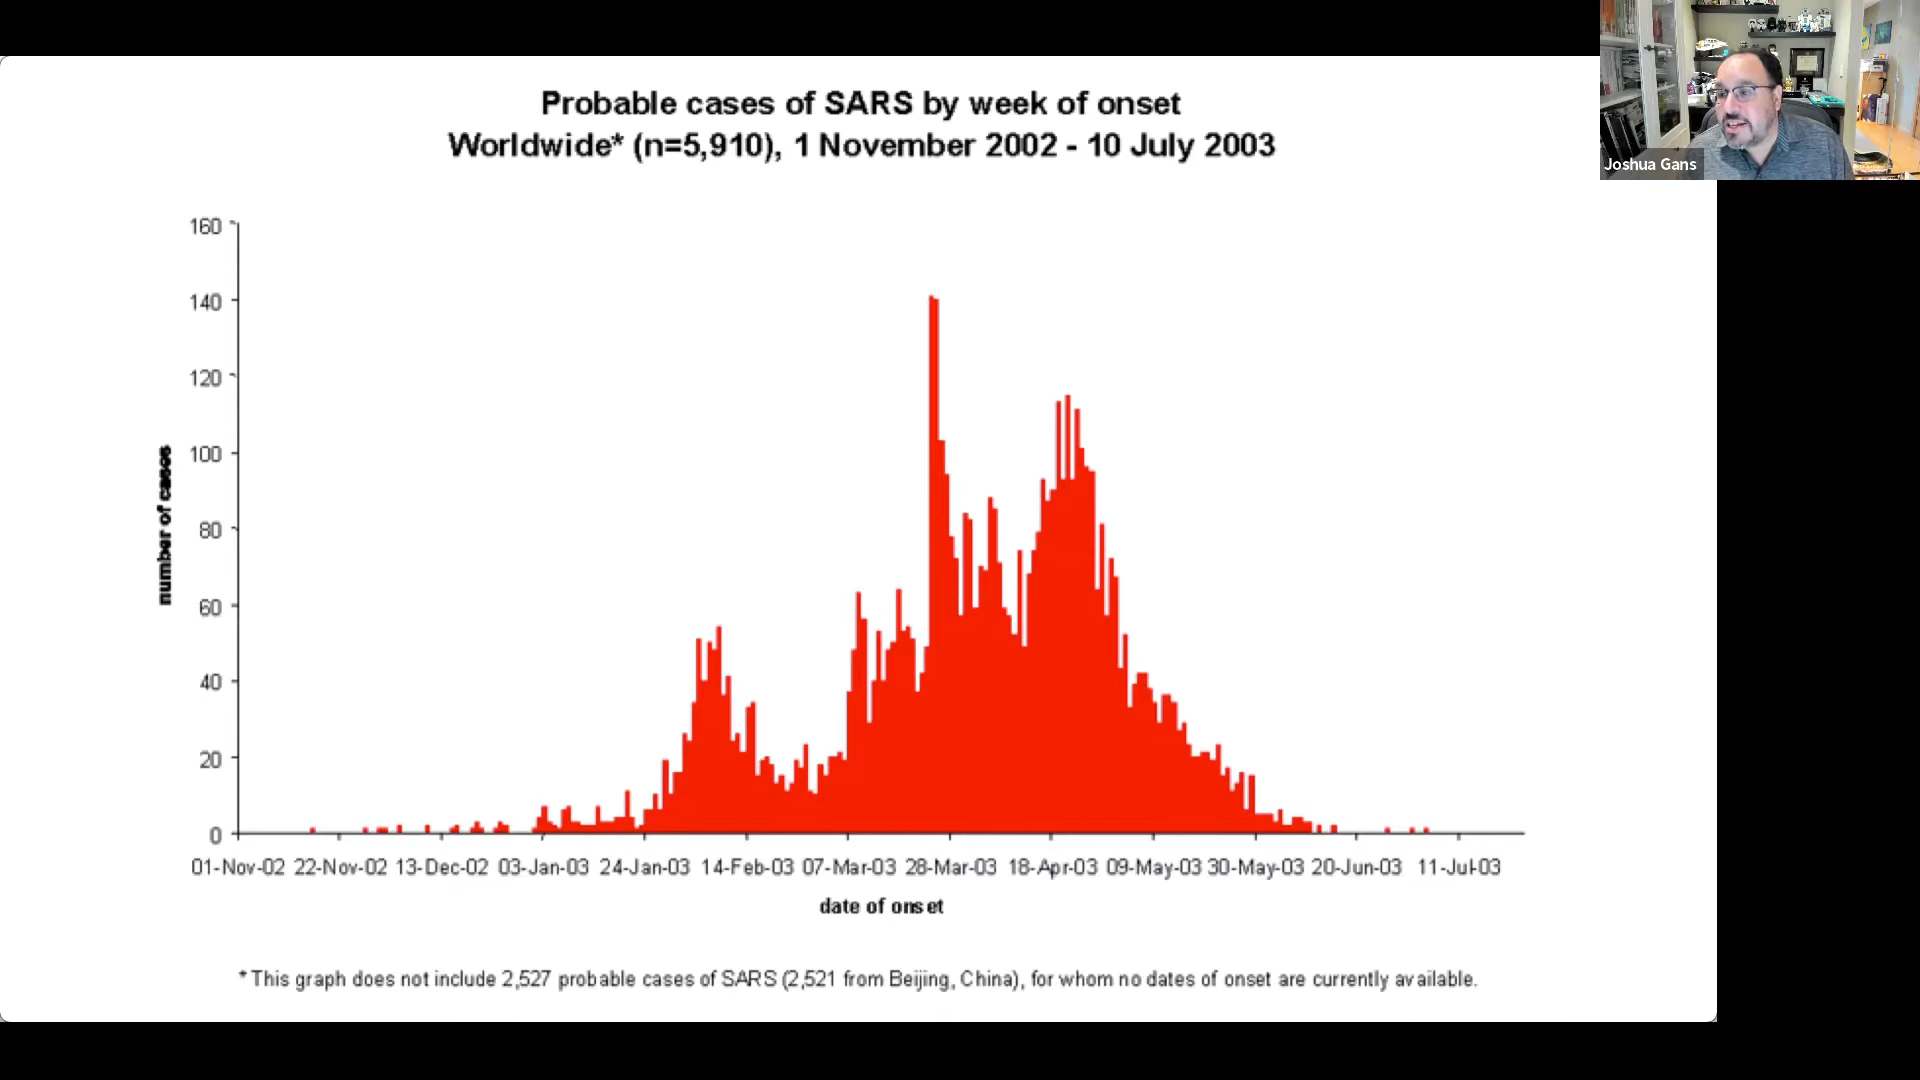 Probable cases of SARS by week of onset
Worldwide* (n=5,910), 1 November 2002 - 10 July 2003
Joshua Gans
160
140
120
100
80
60
40
20
0
number of cases
01-Nov-02 22-Nov-02 13-Dec-02 03-Jan-03 24-Jan-03 14-Feb-03 07-Mar-03 28-Mar-03 18-Apr-03 09-May-03 30-May-03 20-Jun-03 11-Jul-03
date of onset
* This graph does not include 2,527 probable cases of SARS (2,521 from Beijing, China), for whom no dates of onset are currently available.